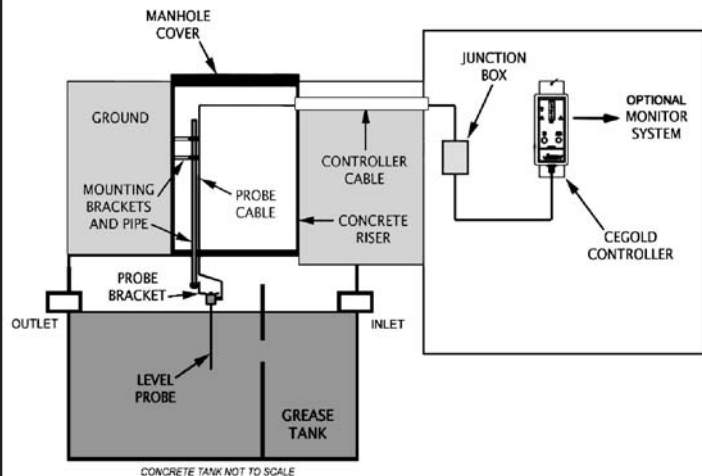 MANHOLE
COVER
JUNCTION
BOX
GROUND
OPTIONAL
MONITOR
SYSTEM
CONTROLLER
CABLE
MOUNTING
BRACKETS
AND PIPE
PROBE
CABLE
CONCRETE
RISER
CEGOLD
CONTROLLER
PROBE
BRACKET
OUTLET
INLET
LEVEL
PROBE
GREASE
TANK
CONCRETE TANK NOT TO SCALE